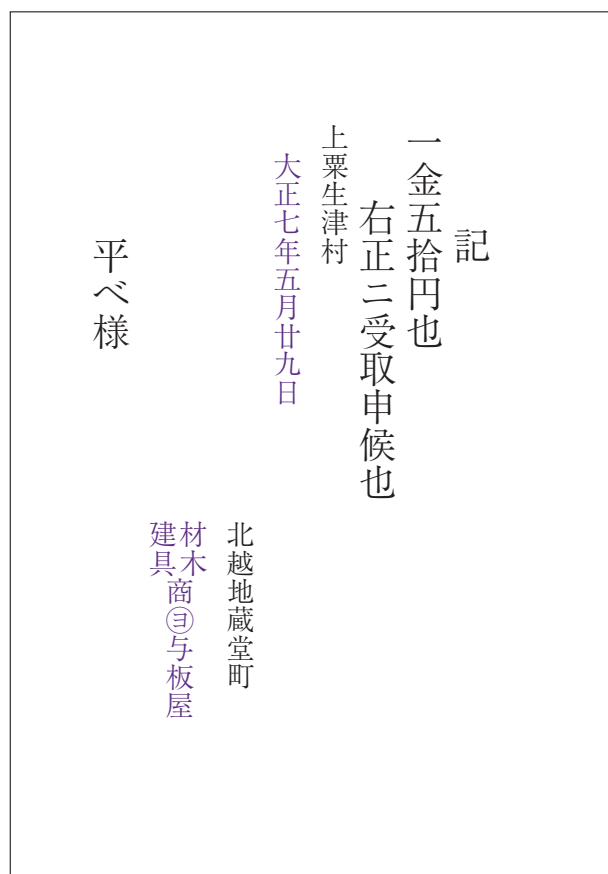 記
一金五拾円也
右正ニ受取申候也
上粟生津村
大正七年五月廿九日
北越地蔵堂町
材木
建具
商㋵与板屋
平べ様